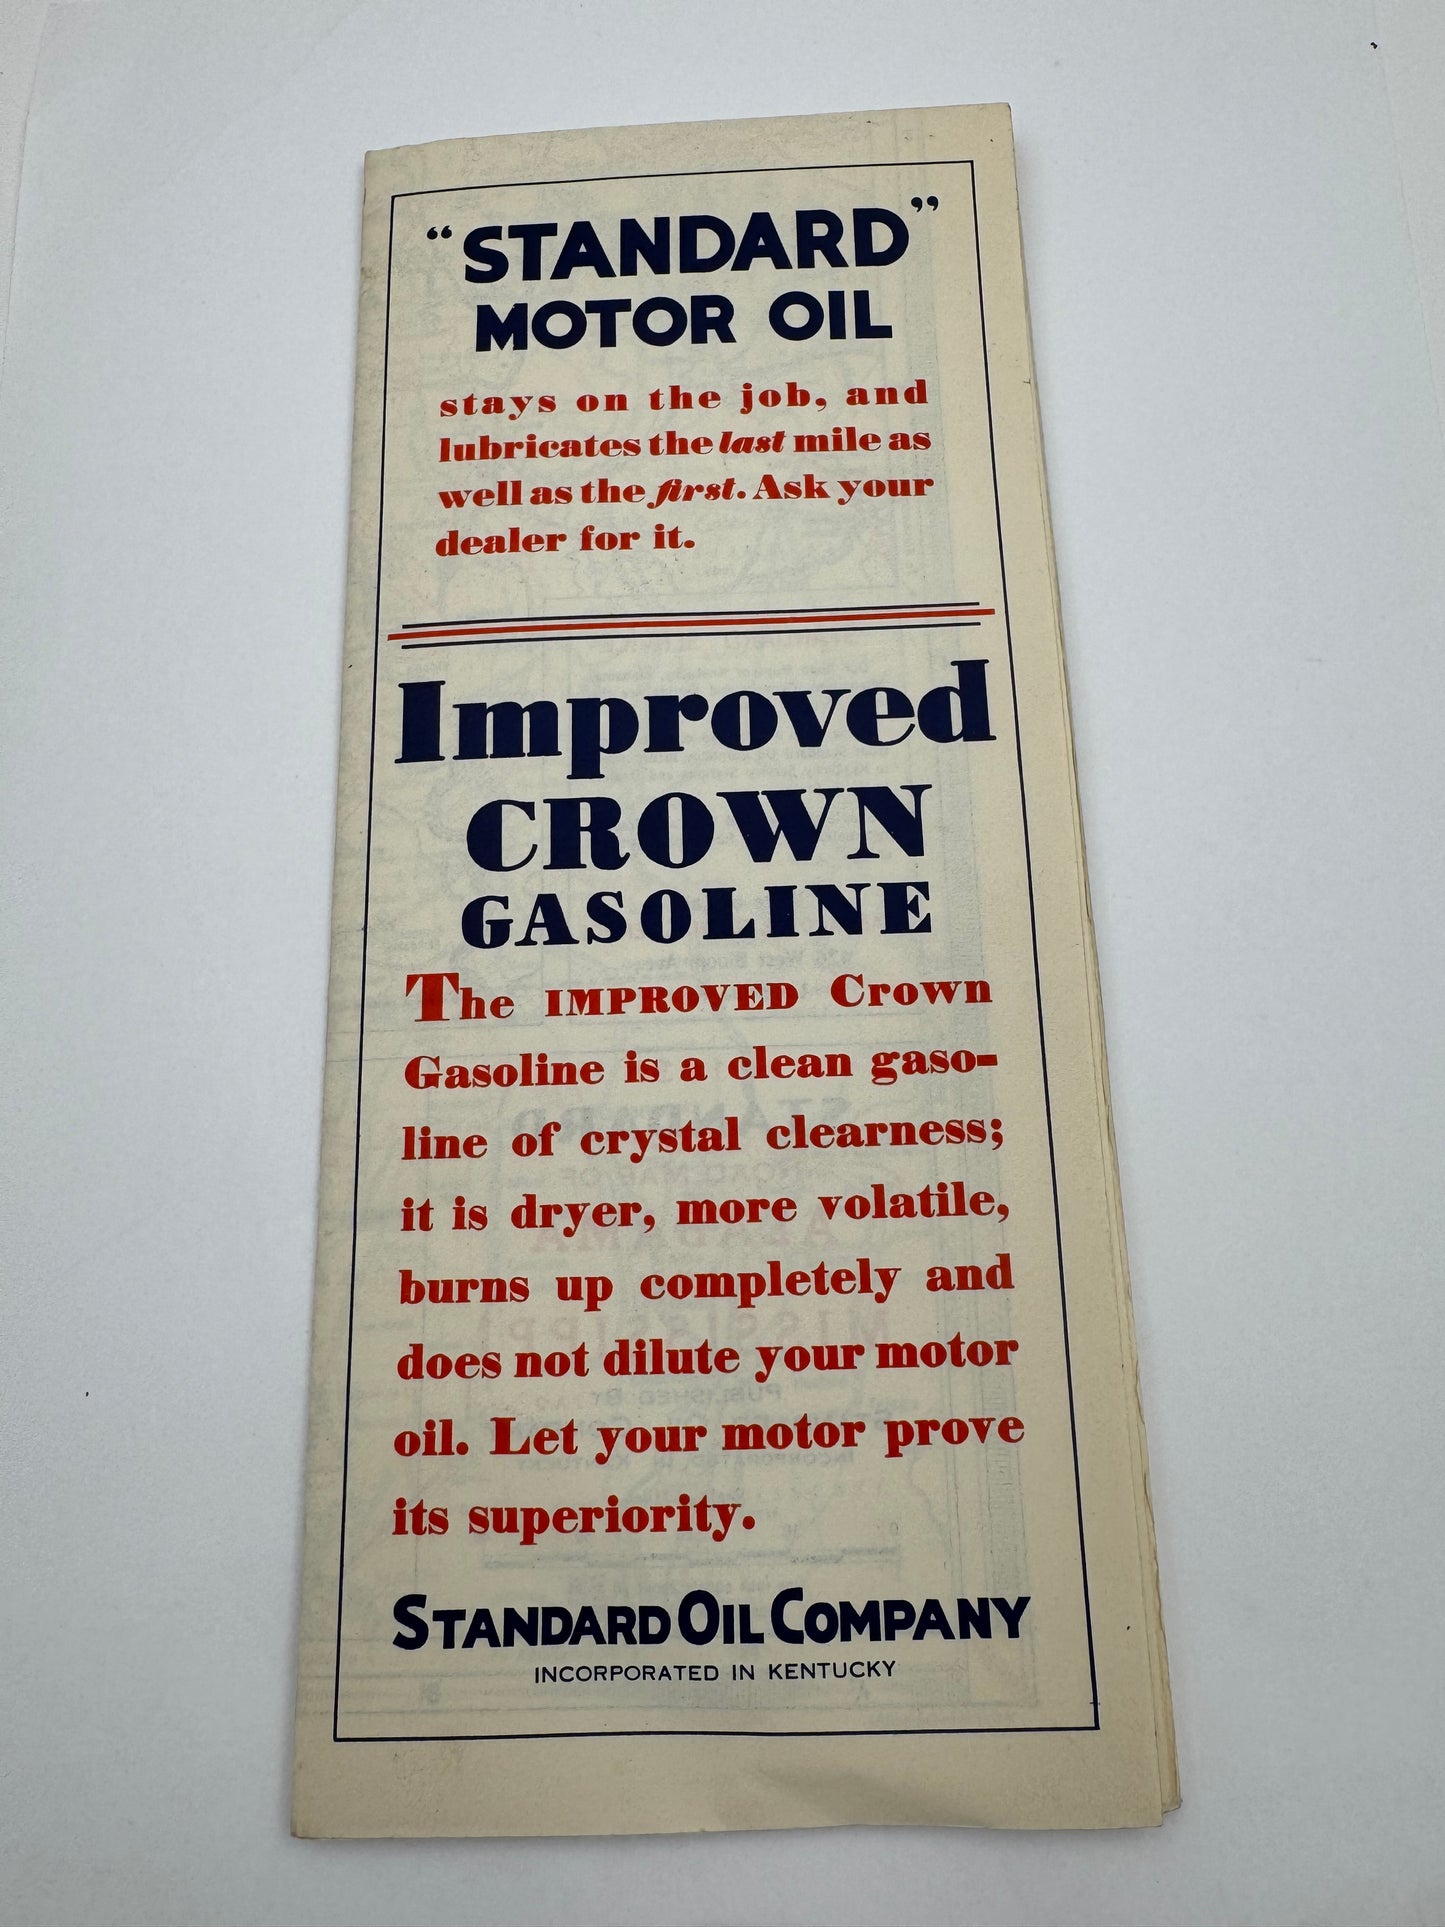 “STANDARD”
MOTOR OIL
stays on the job, and
lubricates the last mile as
well as the first. Ask your
dealer for it.
Improved
CROWN
GASOLINE
The IMPROVED Crown
Gasoline is a clean gaso-
line of crystal clearness;
it is dryer, more volatile,
burns up completely and
does not dilute your motor
oil. Let your motor prove
its superiority.
STANDARD OIL COMPANY
INCORPORATED IN KENTUCKY